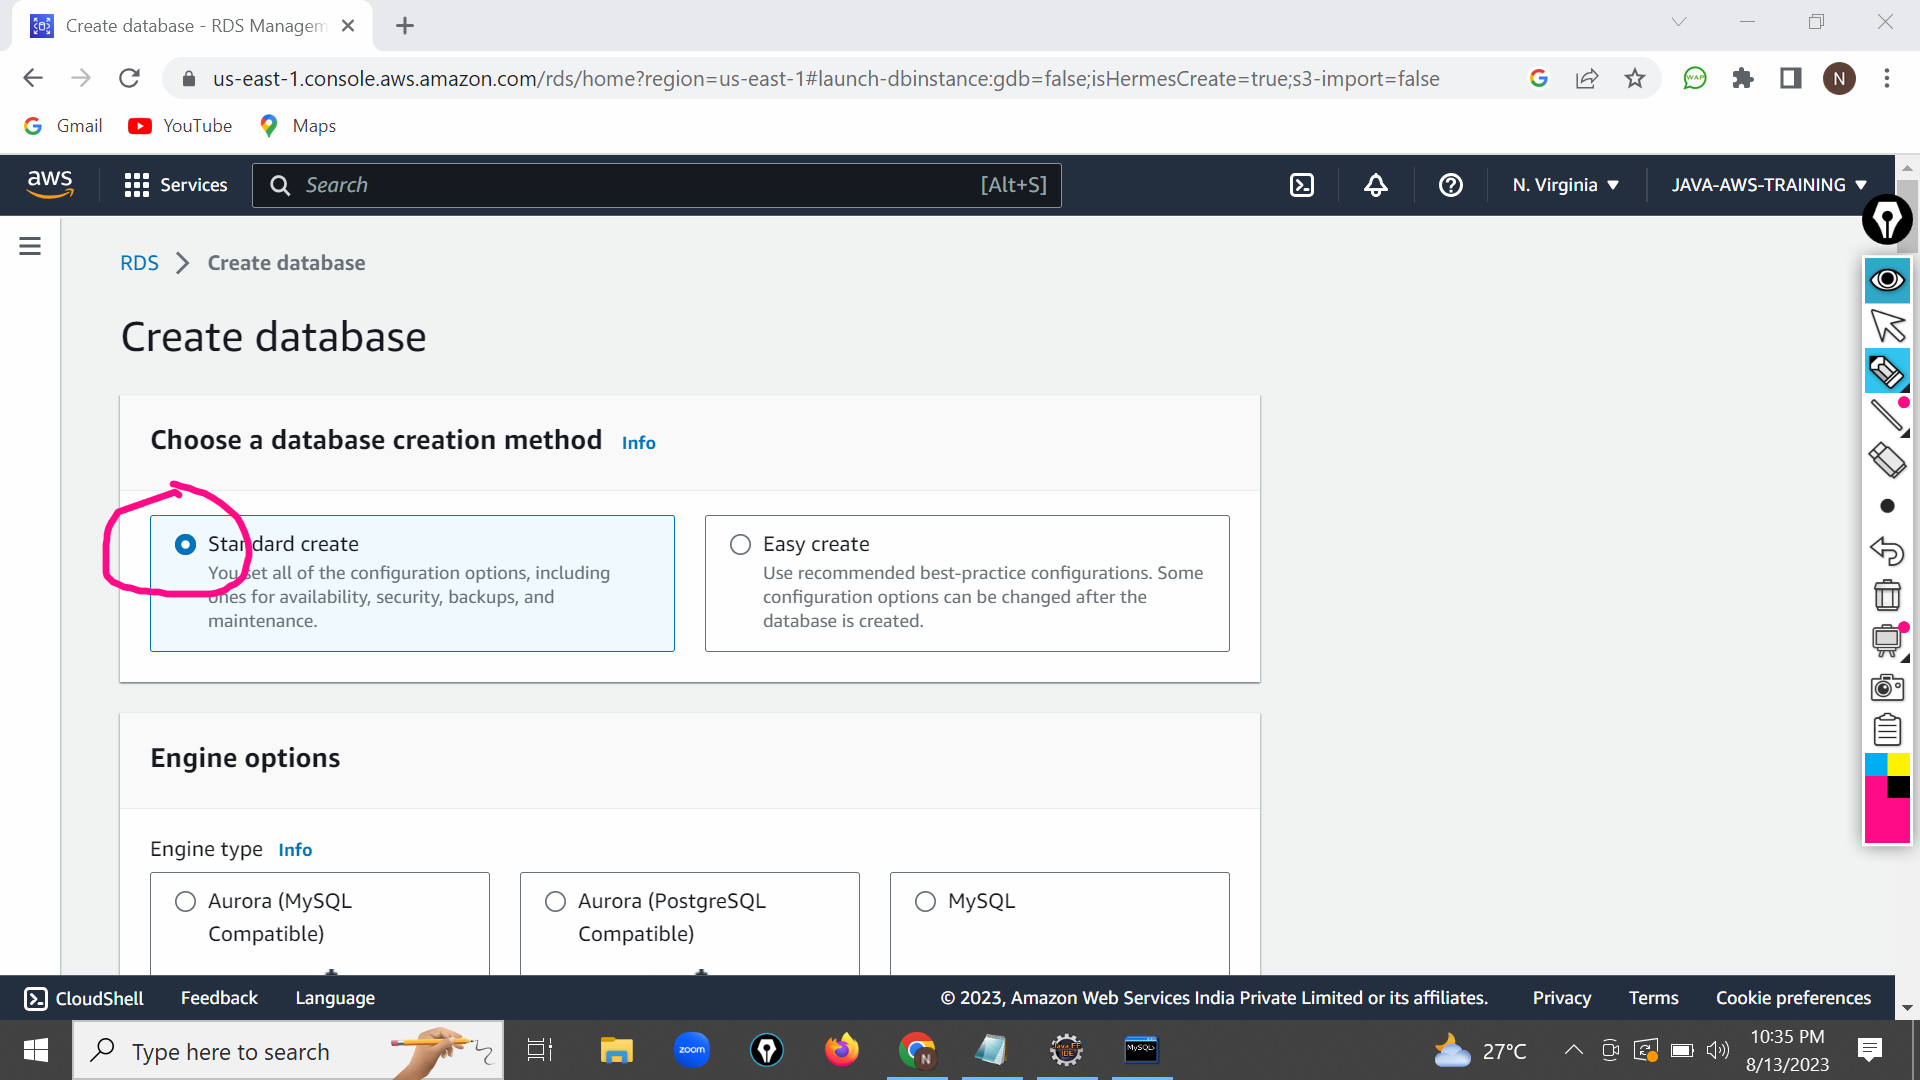 Create database - RDS Managem
us-east-1.console.aws.amazon.com/rds/home?region=us-east-1#launch-dbinstance:gdb=false;isHermesCreate=true;s3-import=false
WAP
N
Gmail
YouTube
Maps
aws
Services
Search
[Alt+S]
N. Virginia
JAVA-AWS-TRAINING
RDS
Create database
Create database
Choose a database creation method Info
Standard create
You set all of the configuration options, including
ones for availability, security, backups, and
maintenance.
Easy create
Use recommended best-practice configurations. Some
configuration options can be changed after the
database is created.
Engine options
Engine type Info
Aurora (MySQL
Compatible)
Aurora (PostgreSQL
Compatible)
MySQL
CloudShell
Feedback
Language
© 2023, Amazon Web Services India Private Limited or its affiliates.
Privacy
Terms
Cookie preferences
Type here to search
zoom
N
Java EE
IDE
MySQL
27°C
10:35 PM
8/13/2023